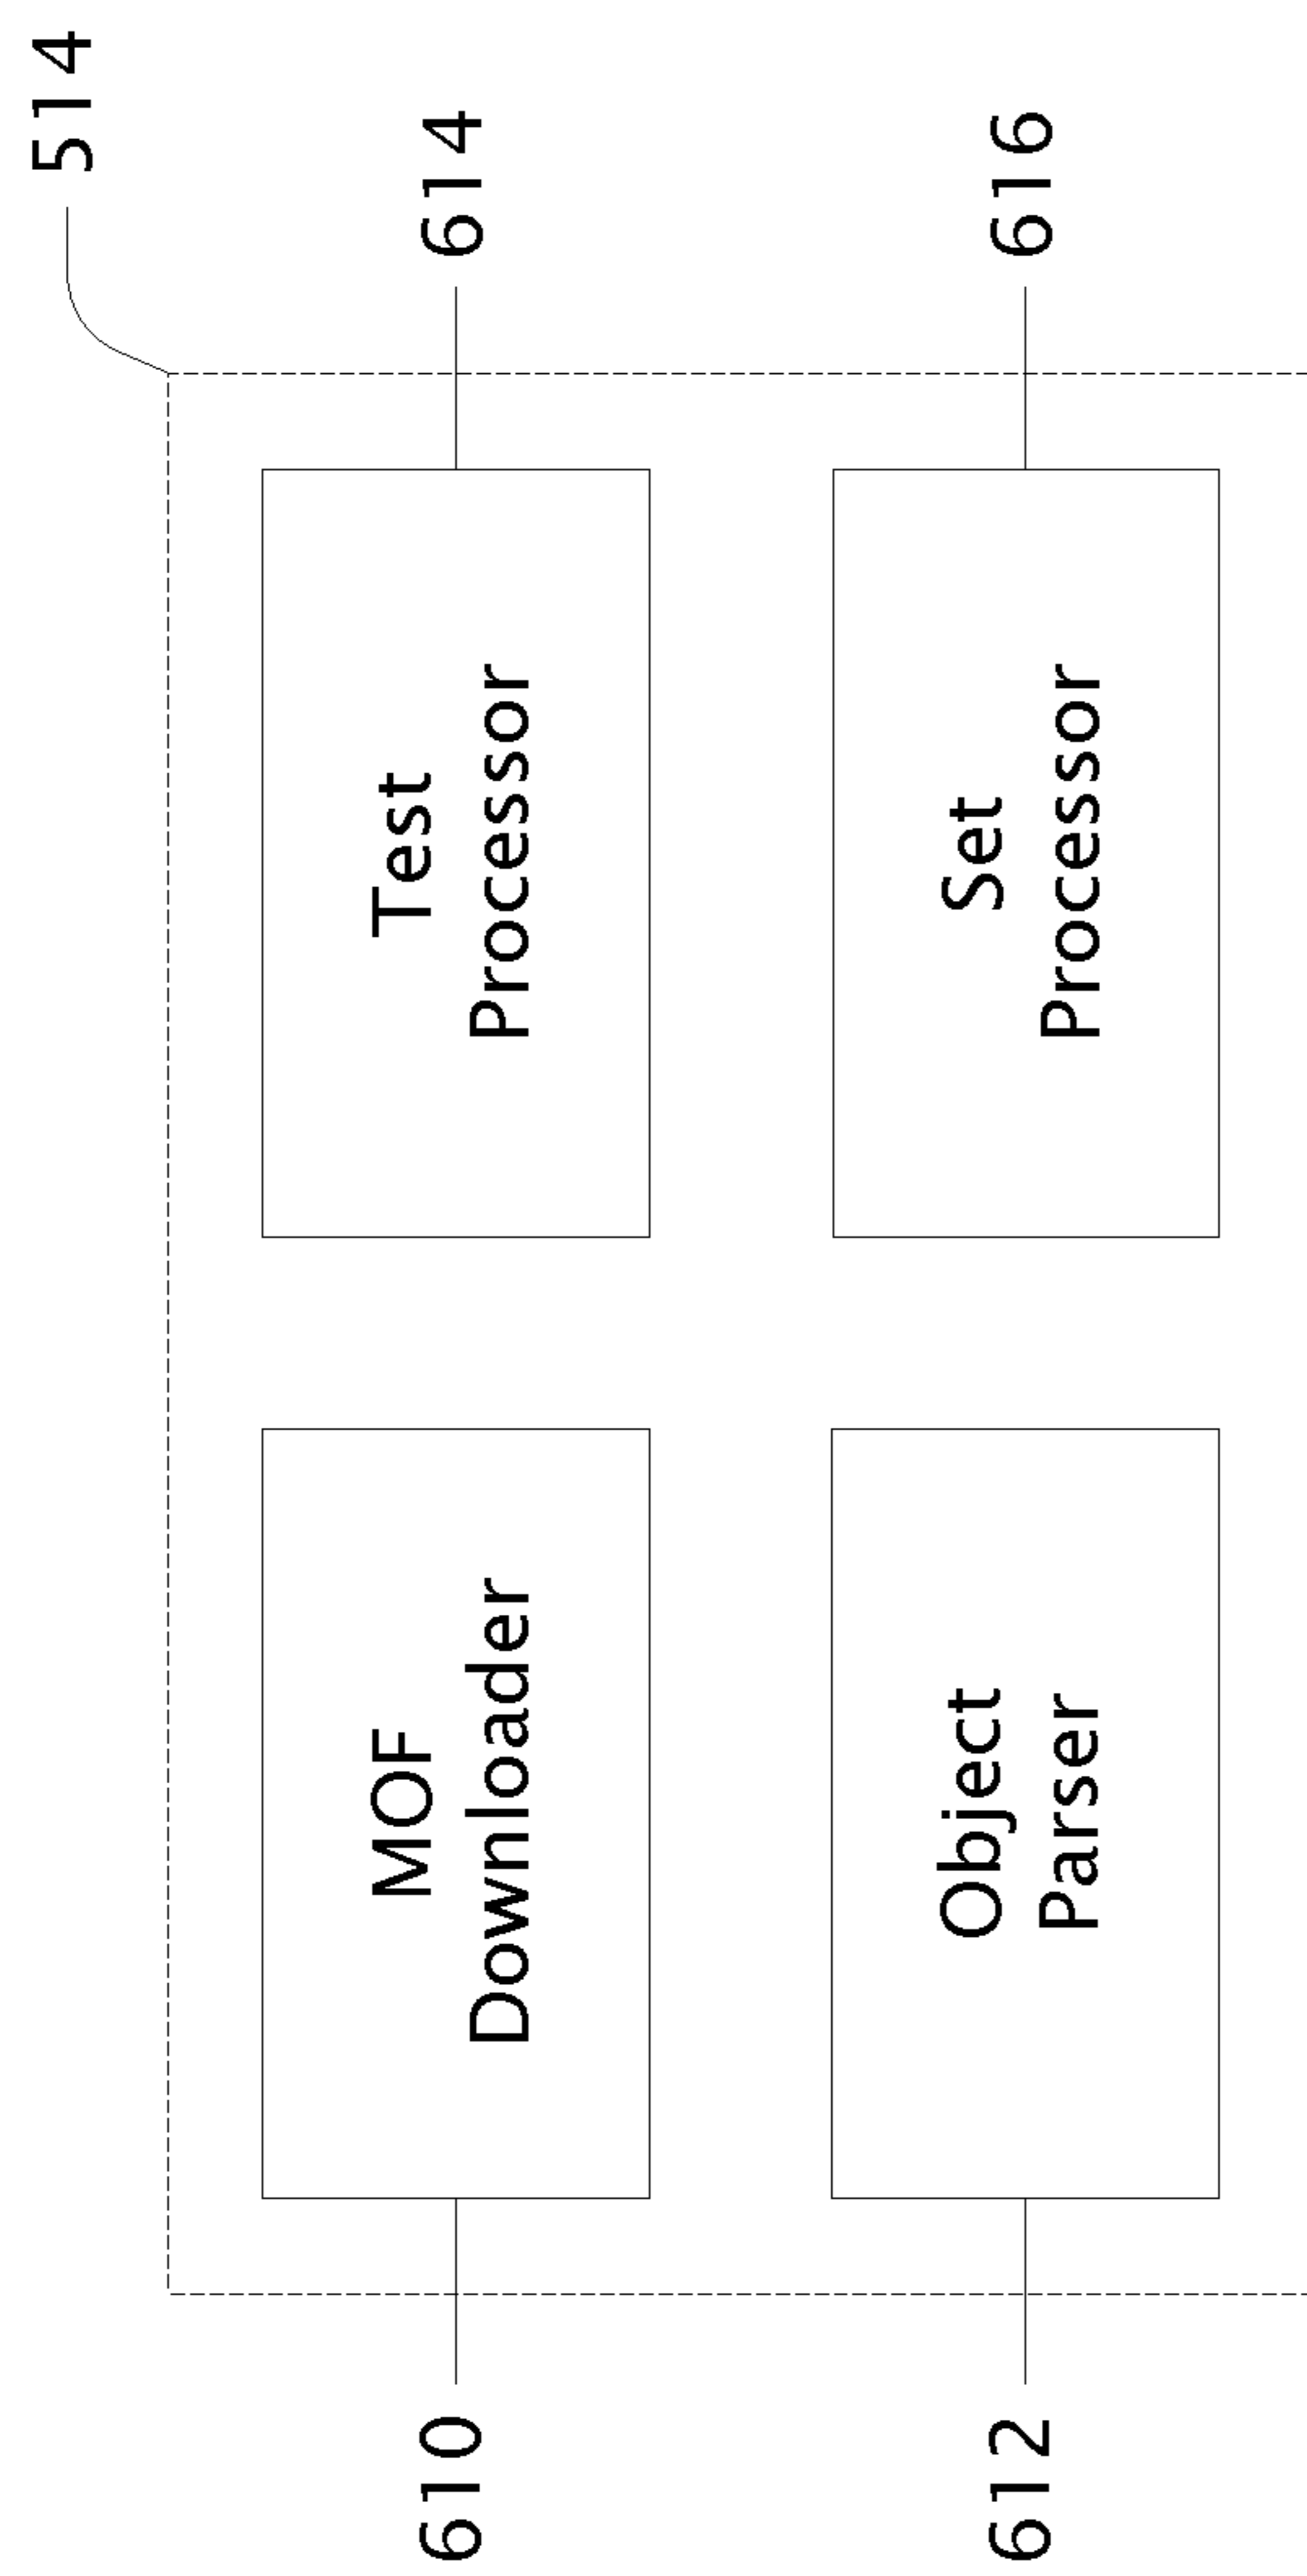 514
610
MOF
Downloader
Test
Processor
614
612
Object
Parser
Set
Processor
616